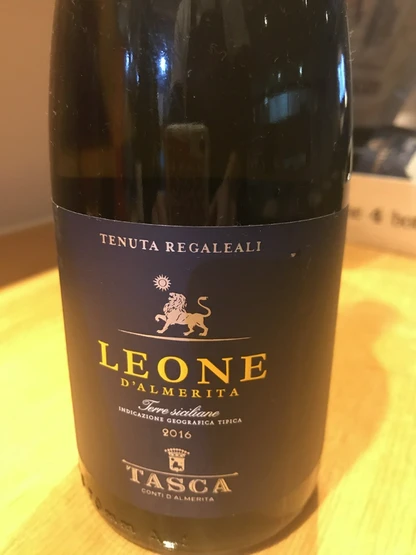 TENUTA REGALEALI
LEONE
D'ALMERITA
Terre siciliane
INDICAZIONE GEOGRAFICA TIPICA
2016
TASCA
CONTI D'ALMERITA